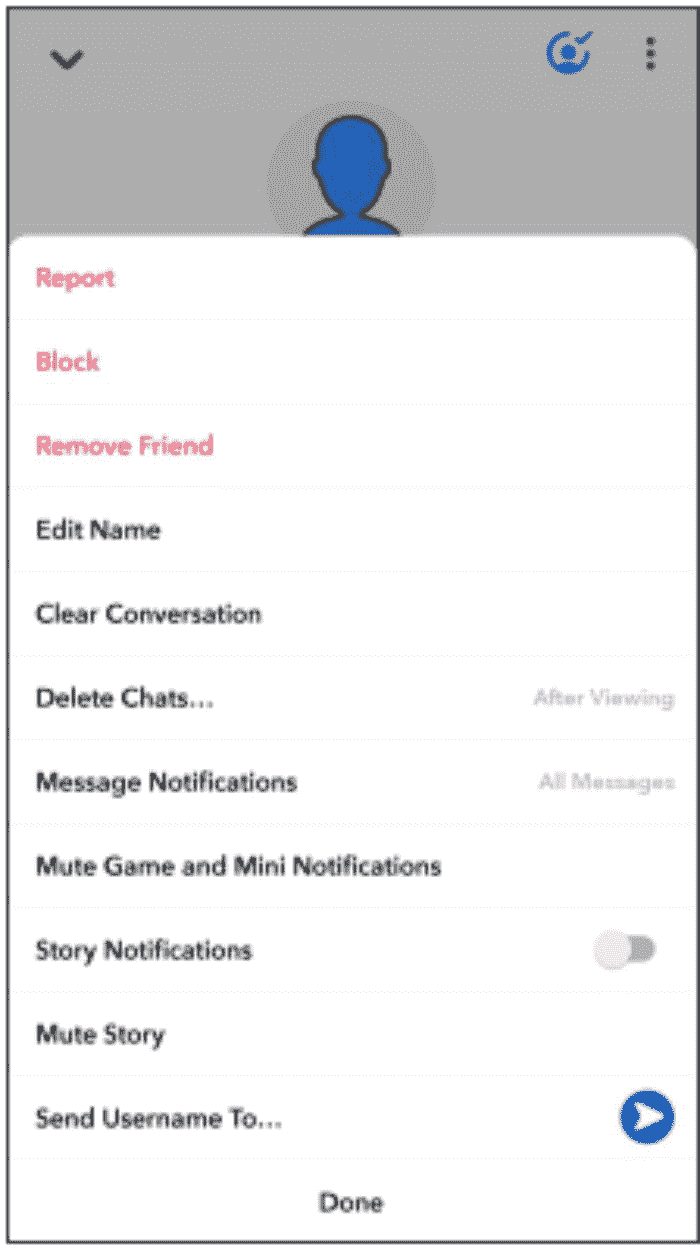 Report
Block
Remove Friend
Edit Name
Clear Conversation
Delete Chats... After Viewing
Message Notifications All Messages
Mute Game and Mini Notifications
Story Notifications
Mute Story
Send Username To...
Done